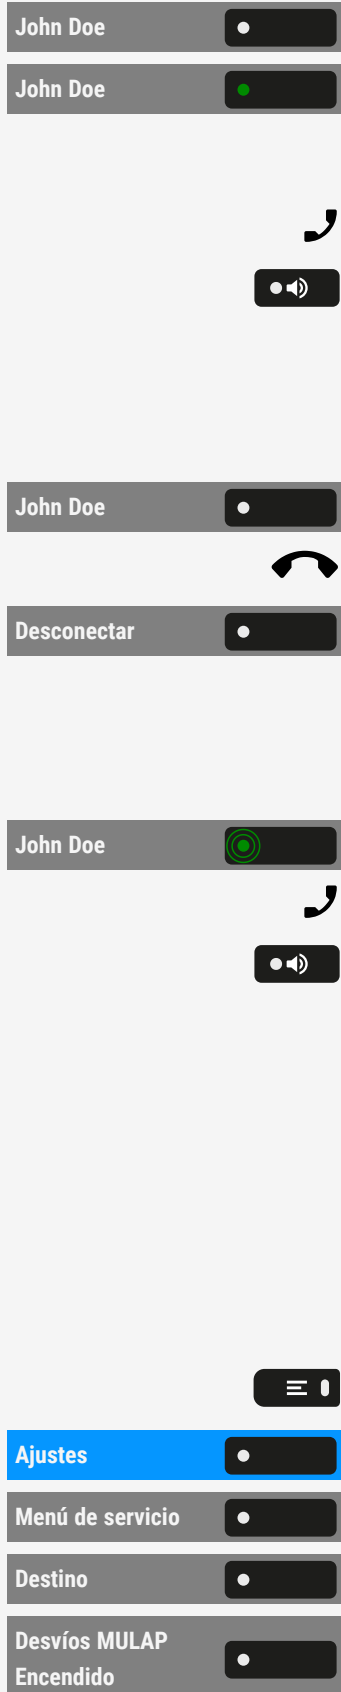 John Doe
John Doe
John Doe
Desconectar
John Doe
Ajustes
Menú de servicio
Destino
Desvíos MULAP
Encendido